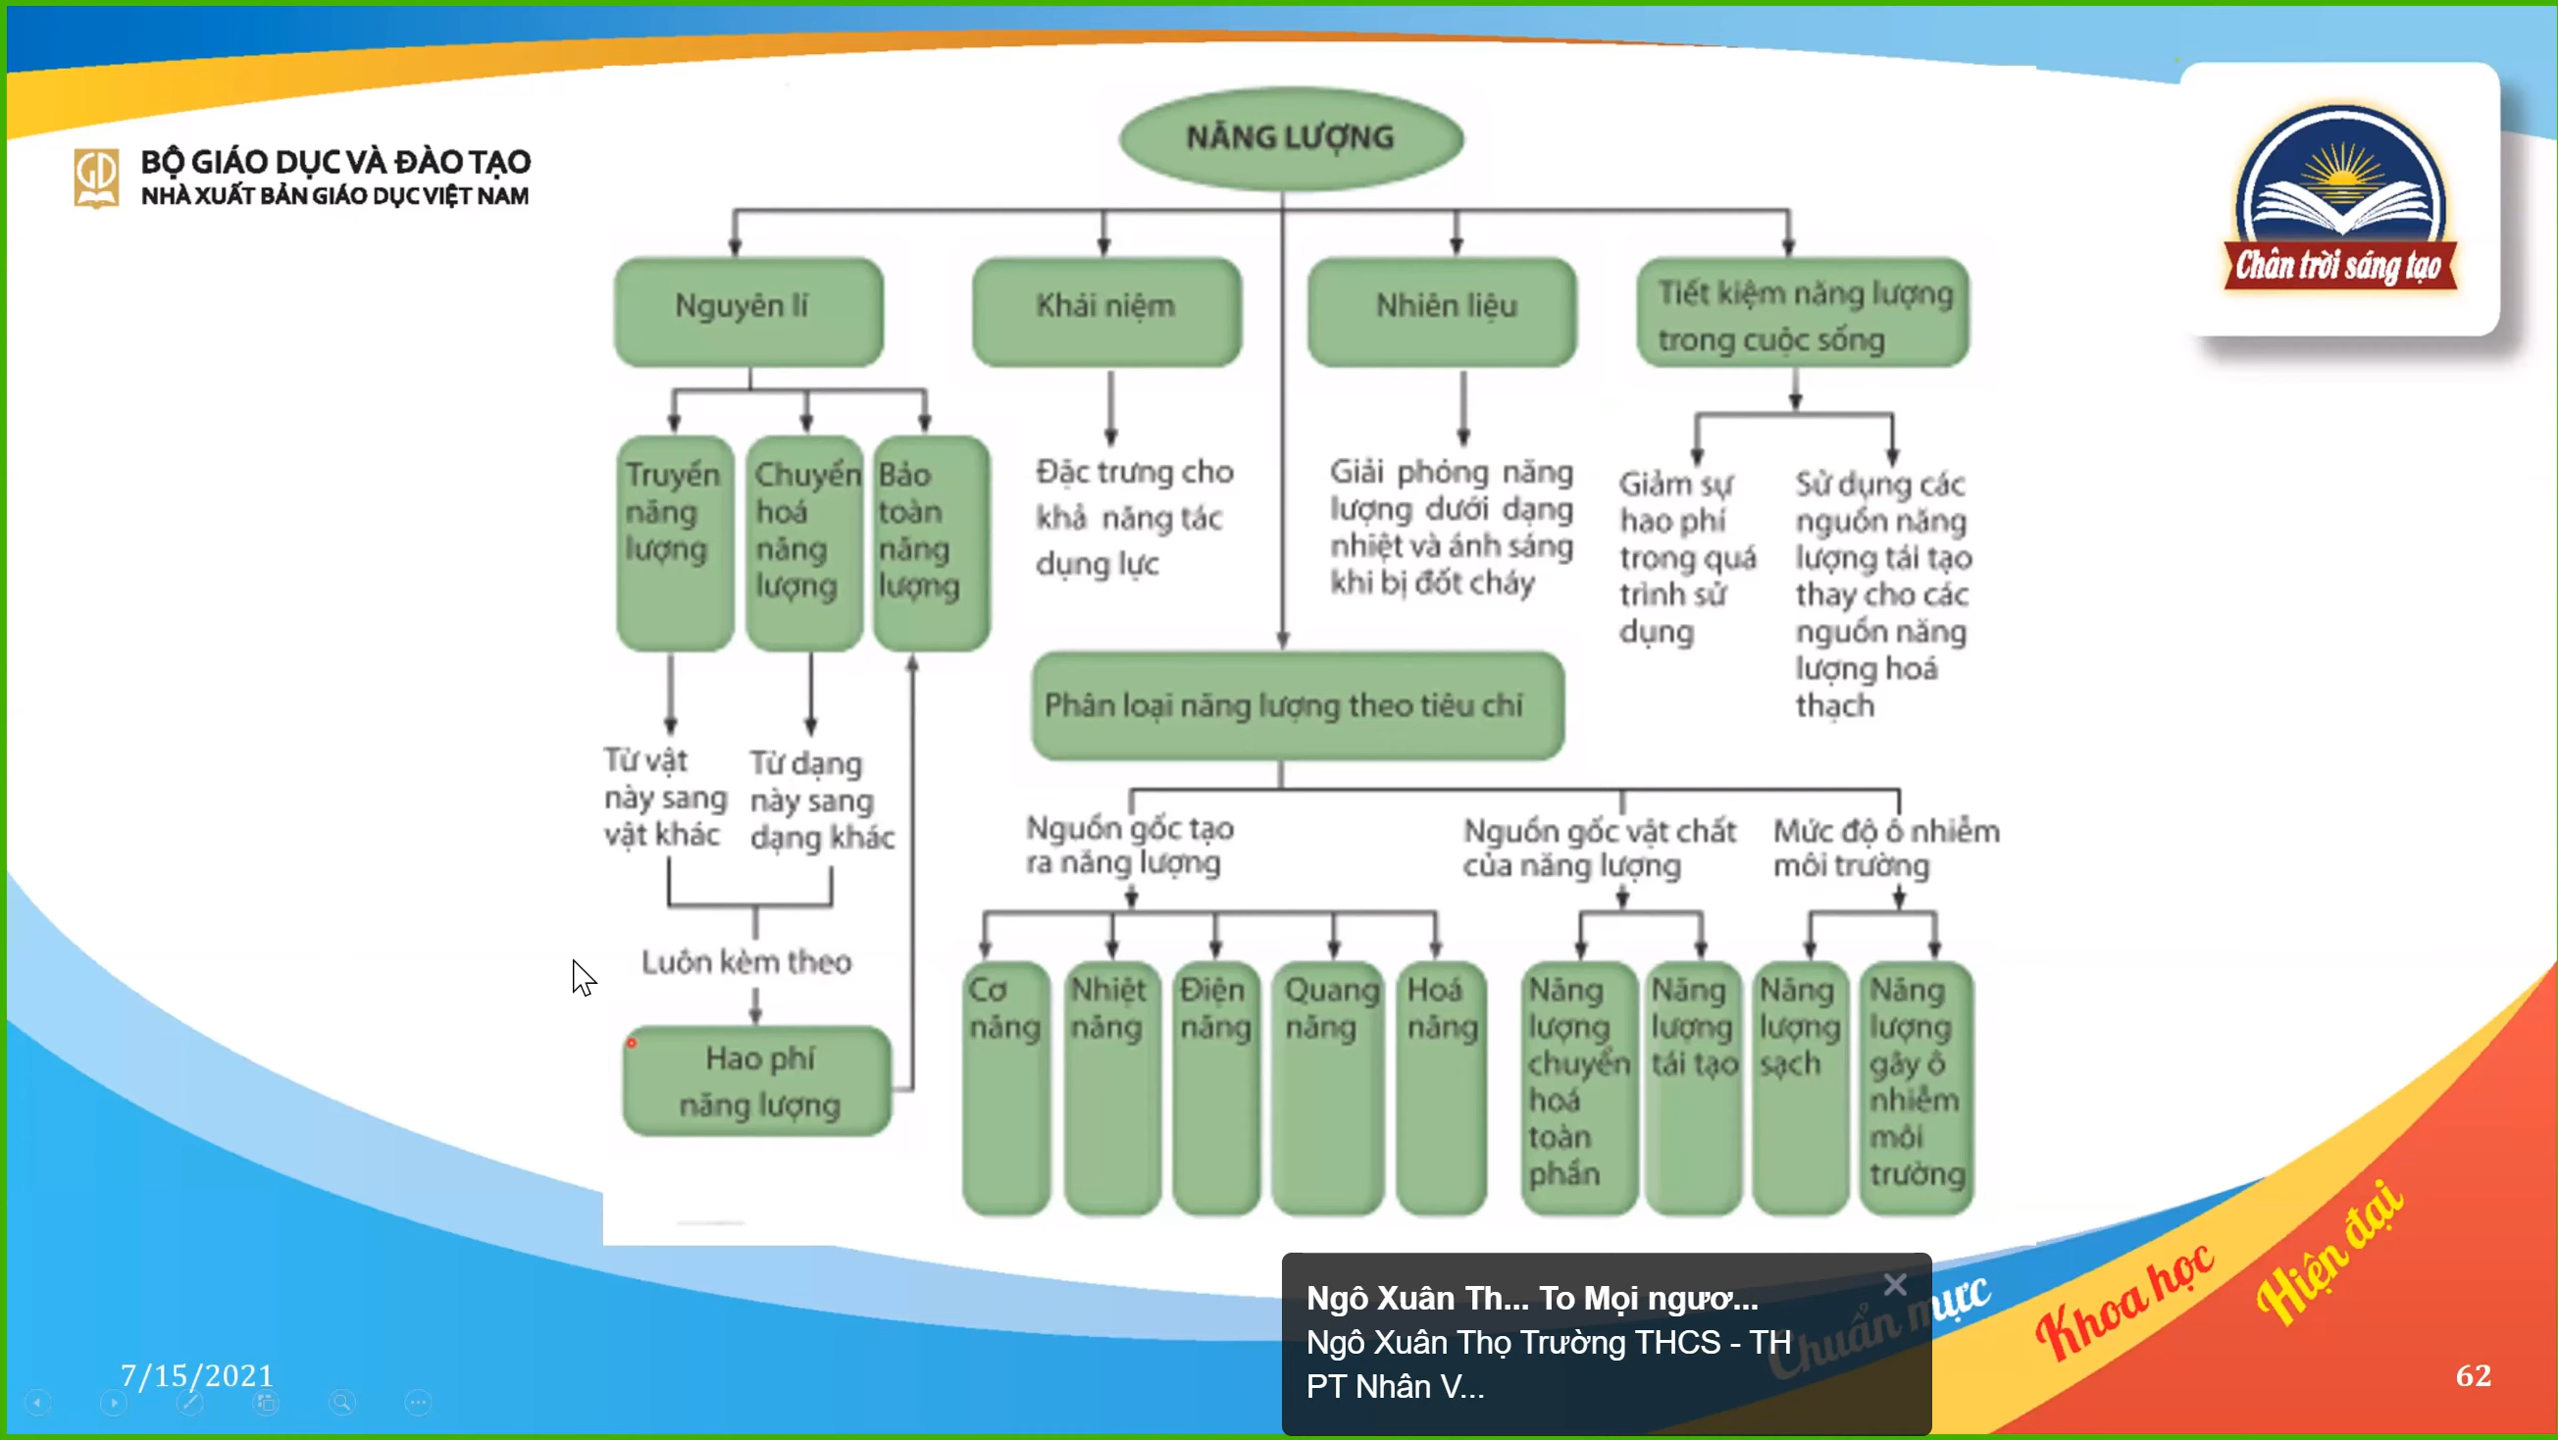 BỘ GIÁO DỤC VÀ ĐÀO TẠO
NHÀ XUẤT BẢN GIÁO DỤC VIỆT NAM
Chân trời sáng tạo
NĂNG LƯỢNG
Nguyên lí
Khái niệm
Nhiên liệu
Tiết kiệm năng lượng
trong cuộc sống
Truyền
năng
lượng
Chuyển
hoá
năng
lượng
Bảo
toàn
năng
lượng
Đặc trưng cho
khả năng tác
dụng lực
Giải phóng năng
lượng dưới dạng
nhiệt và ánh sáng
khi bị đốt cháy
Giảm sự
hao phí
trong quá
trình sử
dụng
Sử dụng các
nguồn năng
lượng tái tạo
thay cho các
nguồn năng
lượng hoá
thạch
Từ vật
này sang
vật khác
Từ dạng
này sang
dạng khác
Luôn kèm theo
Hao phí
năng lượng
Phân loại năng lượng theo tiêu chí
Nguồn gốc tạo
ra năng lượng
Nguồn gốc vật chất
của năng lượng
Mức độ ô nhiễm
môi trường
Cơ
năng
Nhiệt
năng
Điện
năng
Quang
năng
Hoá
năng
Năng
lượng
chuyển
hoá
toàn
phần
Năng
lượng
tái tạo
Năng
lượng
sạch
Năng
lượng
gây ô
nhiễm
môi
trường
Ngô Xuân Th... To Mọi ngươ...
Ngô Xuân Thọ Trường THCS - TH
PT Nhân V...
Chuẩn mực
Khoa học
Hiện đại
7/15/2021
62